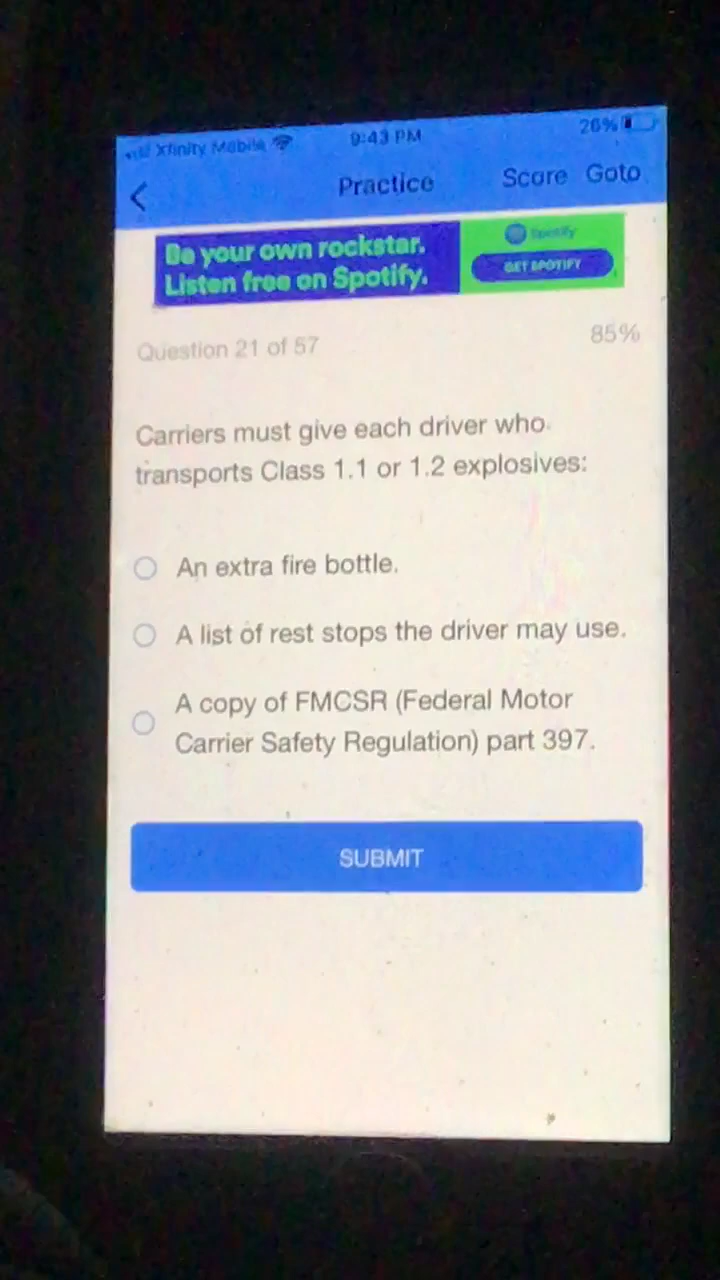 Xfinity Mobile 9:43 PM 26%
Practice Score Goto
Be your own rockstar.
Listen free on Spotify.
Spotify
GET SPOTIFY
Question 21 of 57 85%
Carriers must give each driver who
transports Class 1.1 or 1.2 explosives:
An extra fire bottle.
A list of rest stops the driver may use.
A copy of FMCSR (Federal Motor
Carrier Safety Regulation) part 397.
SUBMIT